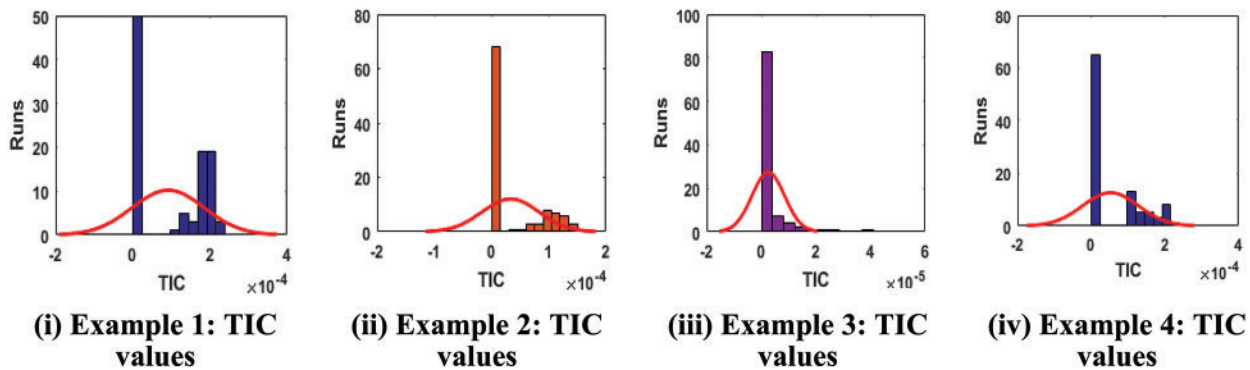 50
40
30
20
10
0
Runs
-2 0 2 4
TIC
×10⁻⁴
(i) Example 1: TIC
values
80
60
40
20
0
Runs
-2 -1 0 1 2
TIC
×10⁻⁴
(ii) Example 2: TIC
values
100
80
60
40
20
0
Runs
-2 0 2 4 6
TIC
×10⁻⁵
(iii) Example 3: TIC
values
80
60
40
20
0
Runs
-2 0 2 4
TIC
×10⁻⁴
(iv) Example 4: TIC
values